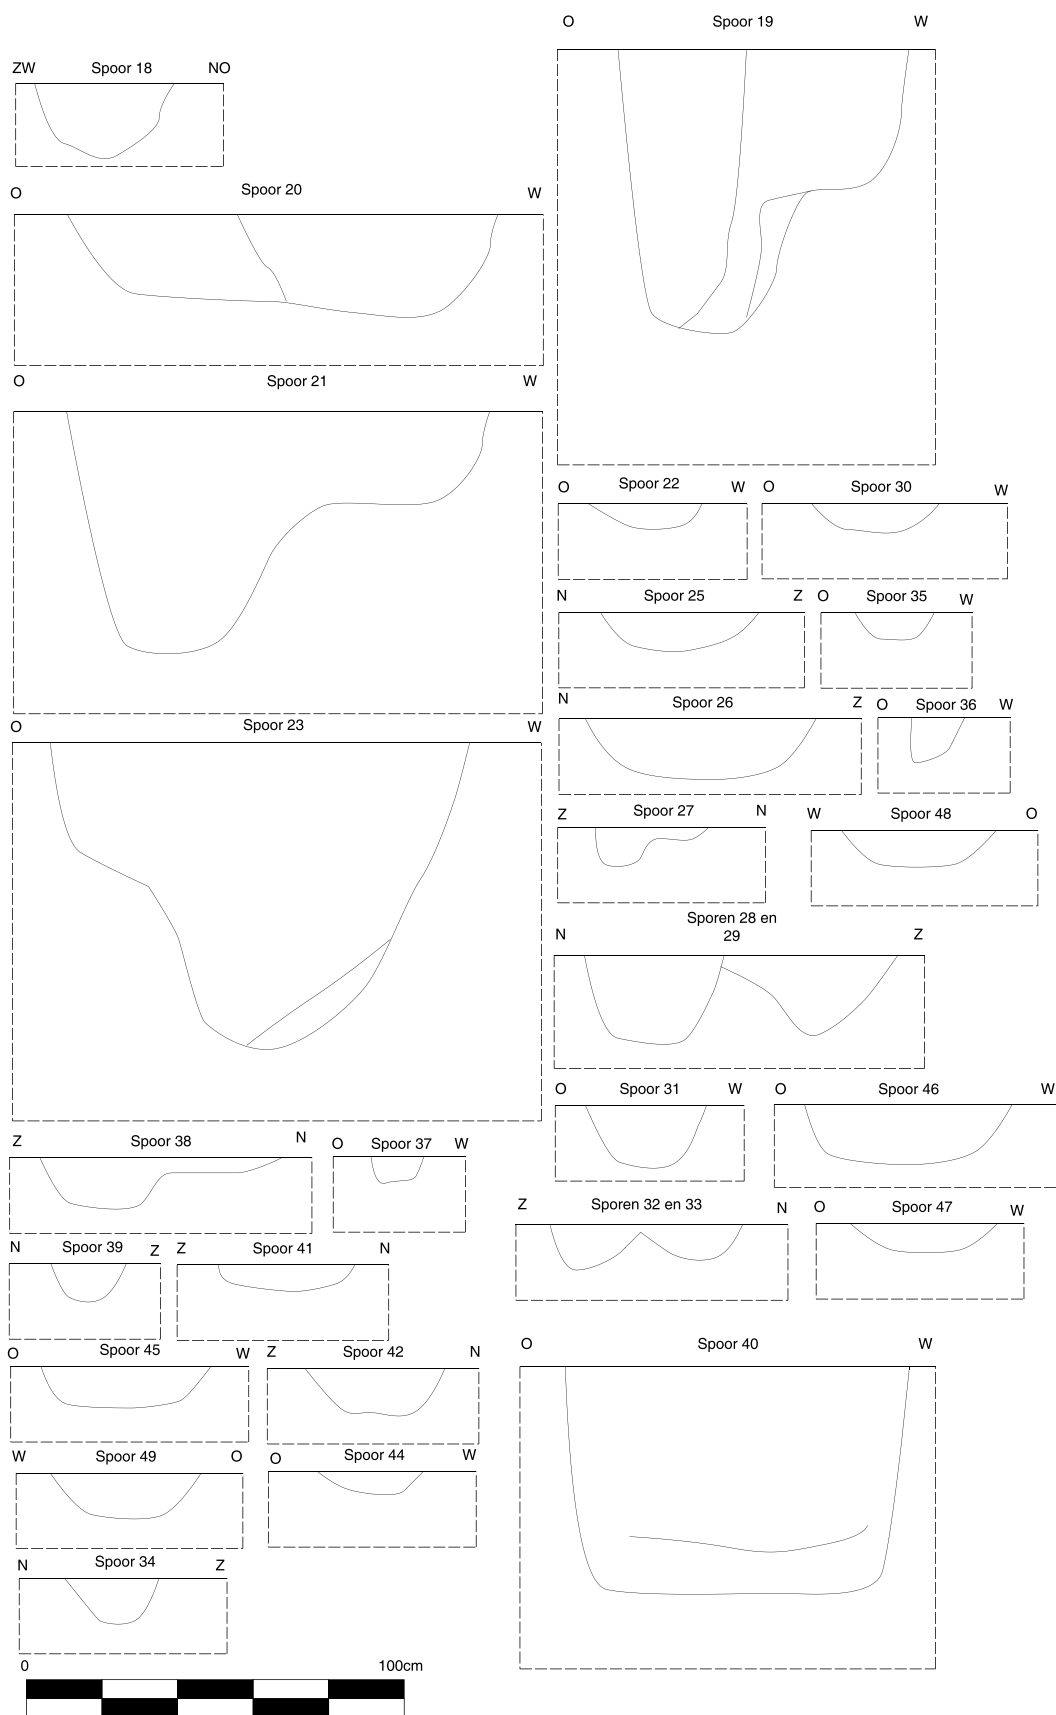 O Spoor 19 W
ZW Spoor 18 NO
O Spoor 20 W
O Spoor 21 W
O Spoor 22 W
O Spoor 30 W
N Spoor 25 Z
O Spoor 35 W
N Spoor 26 Z
O Spoor 36 W
O Spoor 23 W
Z Spoor 27 N
W Spoor 48 O
Sporen 28 en
N 29 Z
O Spoor 31 W
O Spoor 46 W
Z Spoor 38 N
O Spoor 37 W
Z Sporen 32 en 33 N
O Spoor 47 W
N Spoor 39 Z
Z Spoor 41 N
O Spoor 45 W
Z Spoor 42 N
O Spoor 40 W
W Spoor 49 O
O Spoor 44 W
N Spoor 34 Z
0 100cm